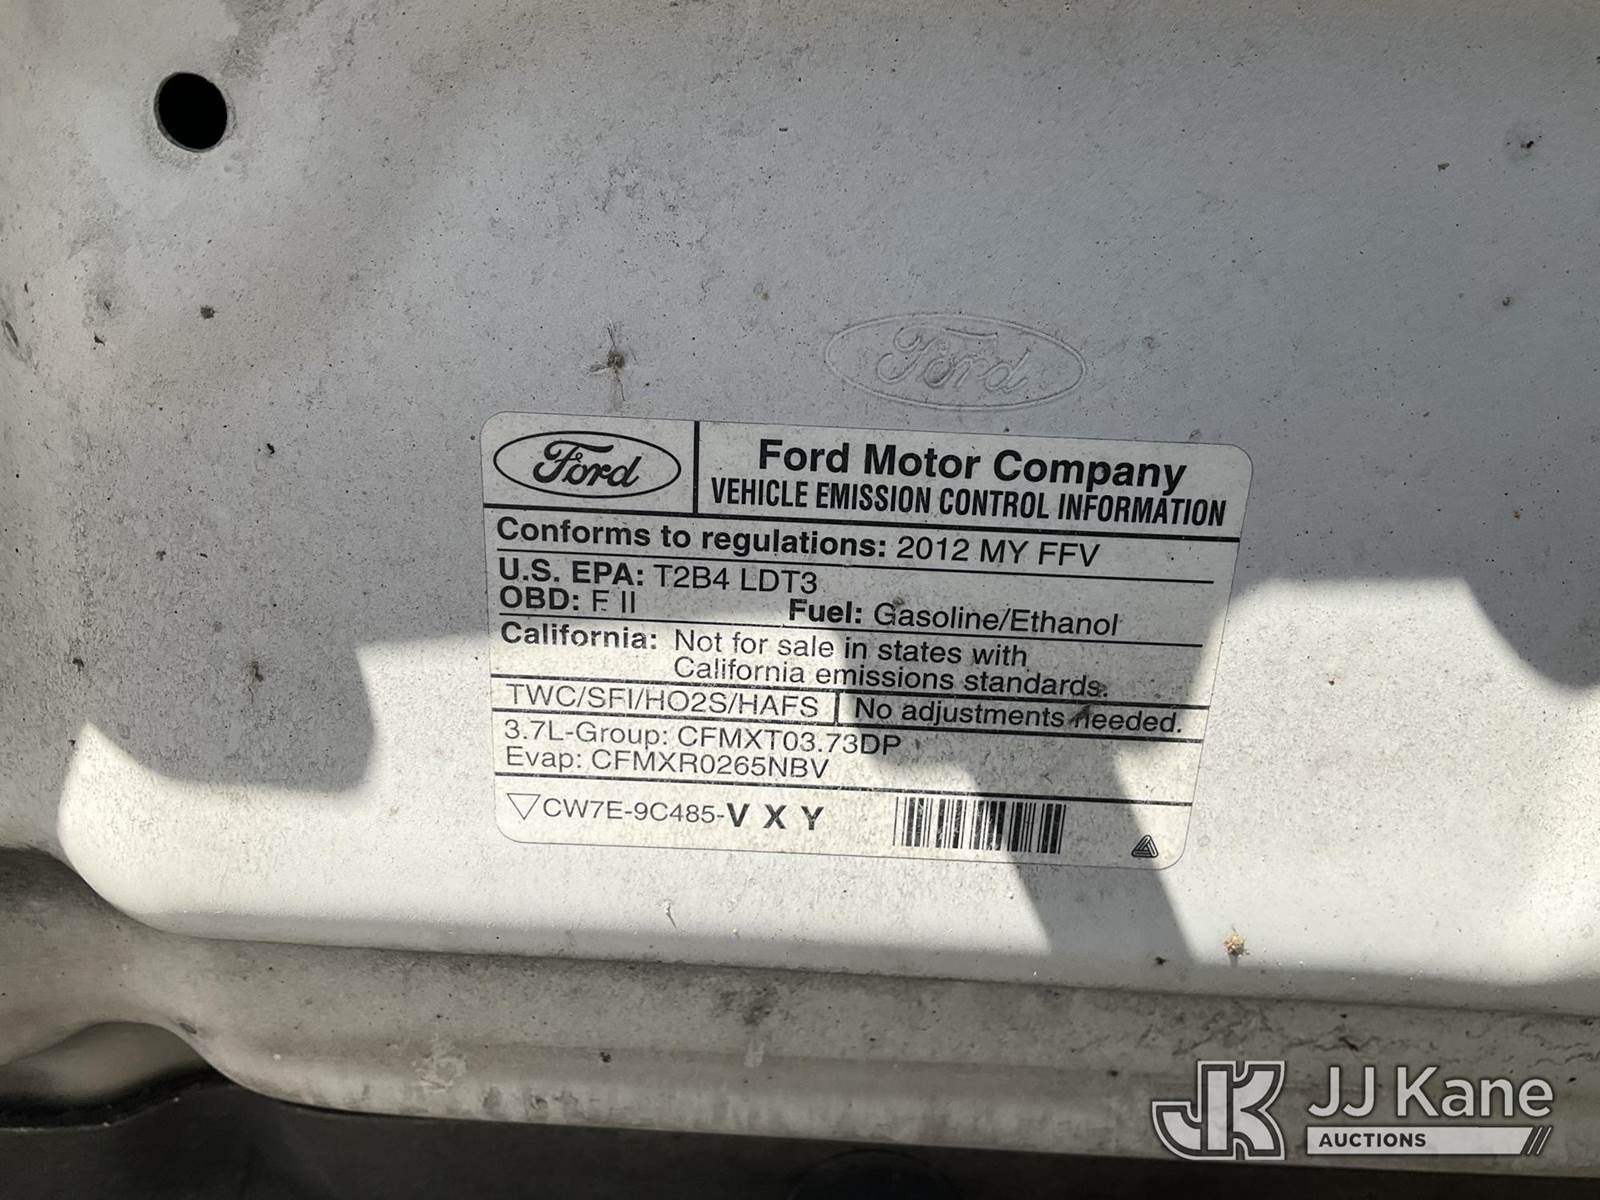 Ford
Ford
Ford Motor Company
VEHICLE EMISSION CONTROL INFORMATION
Conforms to regulations: 2012 MY FFV
U.S. EPA: T2B4 LDT3
OBD: F II Fuel: Gasoline/Ethanol
California: Not for sale in states with
California emissions standards.
TWC/SFI/HO2S/HAFS No adjustments needed.
3.7L-Group: CFMXT03.73DP
Evap: CFMXR0265NBV
CW7E-9C485-V X Y
JK JJ Kane
AUCTIONS